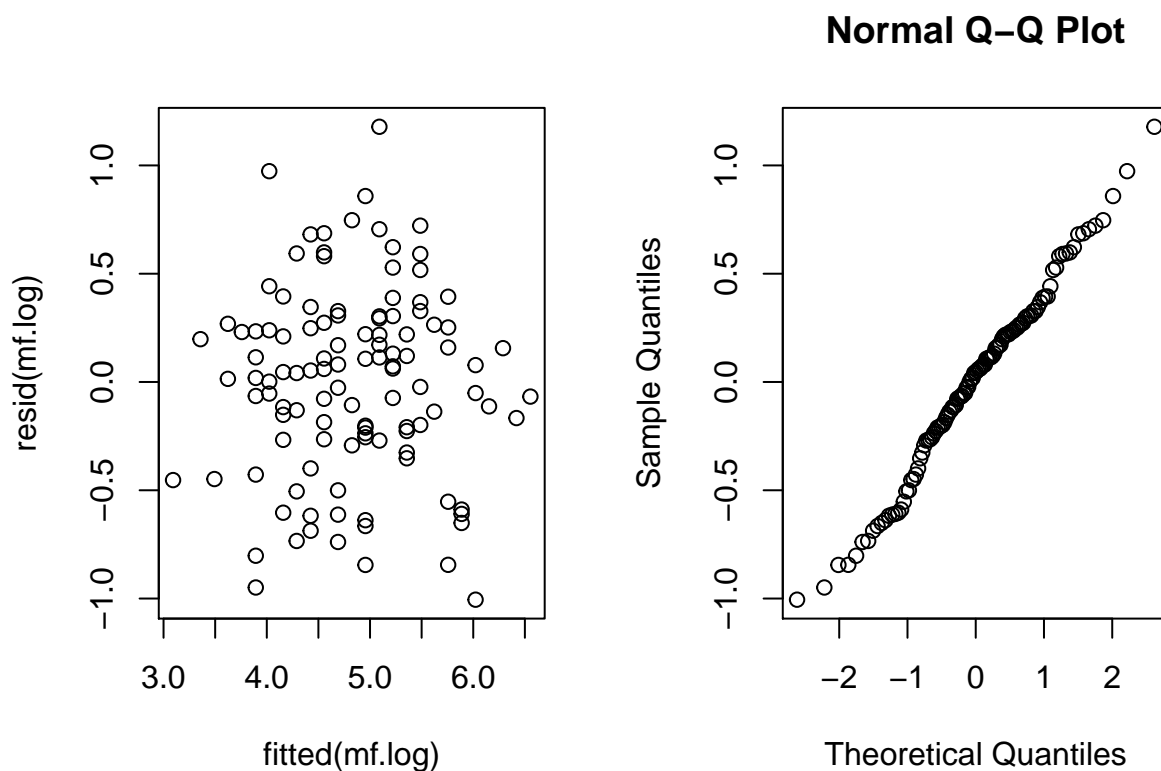 resid(mf.log)
1.0
0.5
0.0
−0.5
−1.0
3.0 4.0 5.0 6.0
fitted(mf.log)
Normal Q−Q Plot
Sample Quantiles
1.0
0.5
0.0
−0.5
−1.0
−2 −1 0 1 2
Theoretical Quantiles